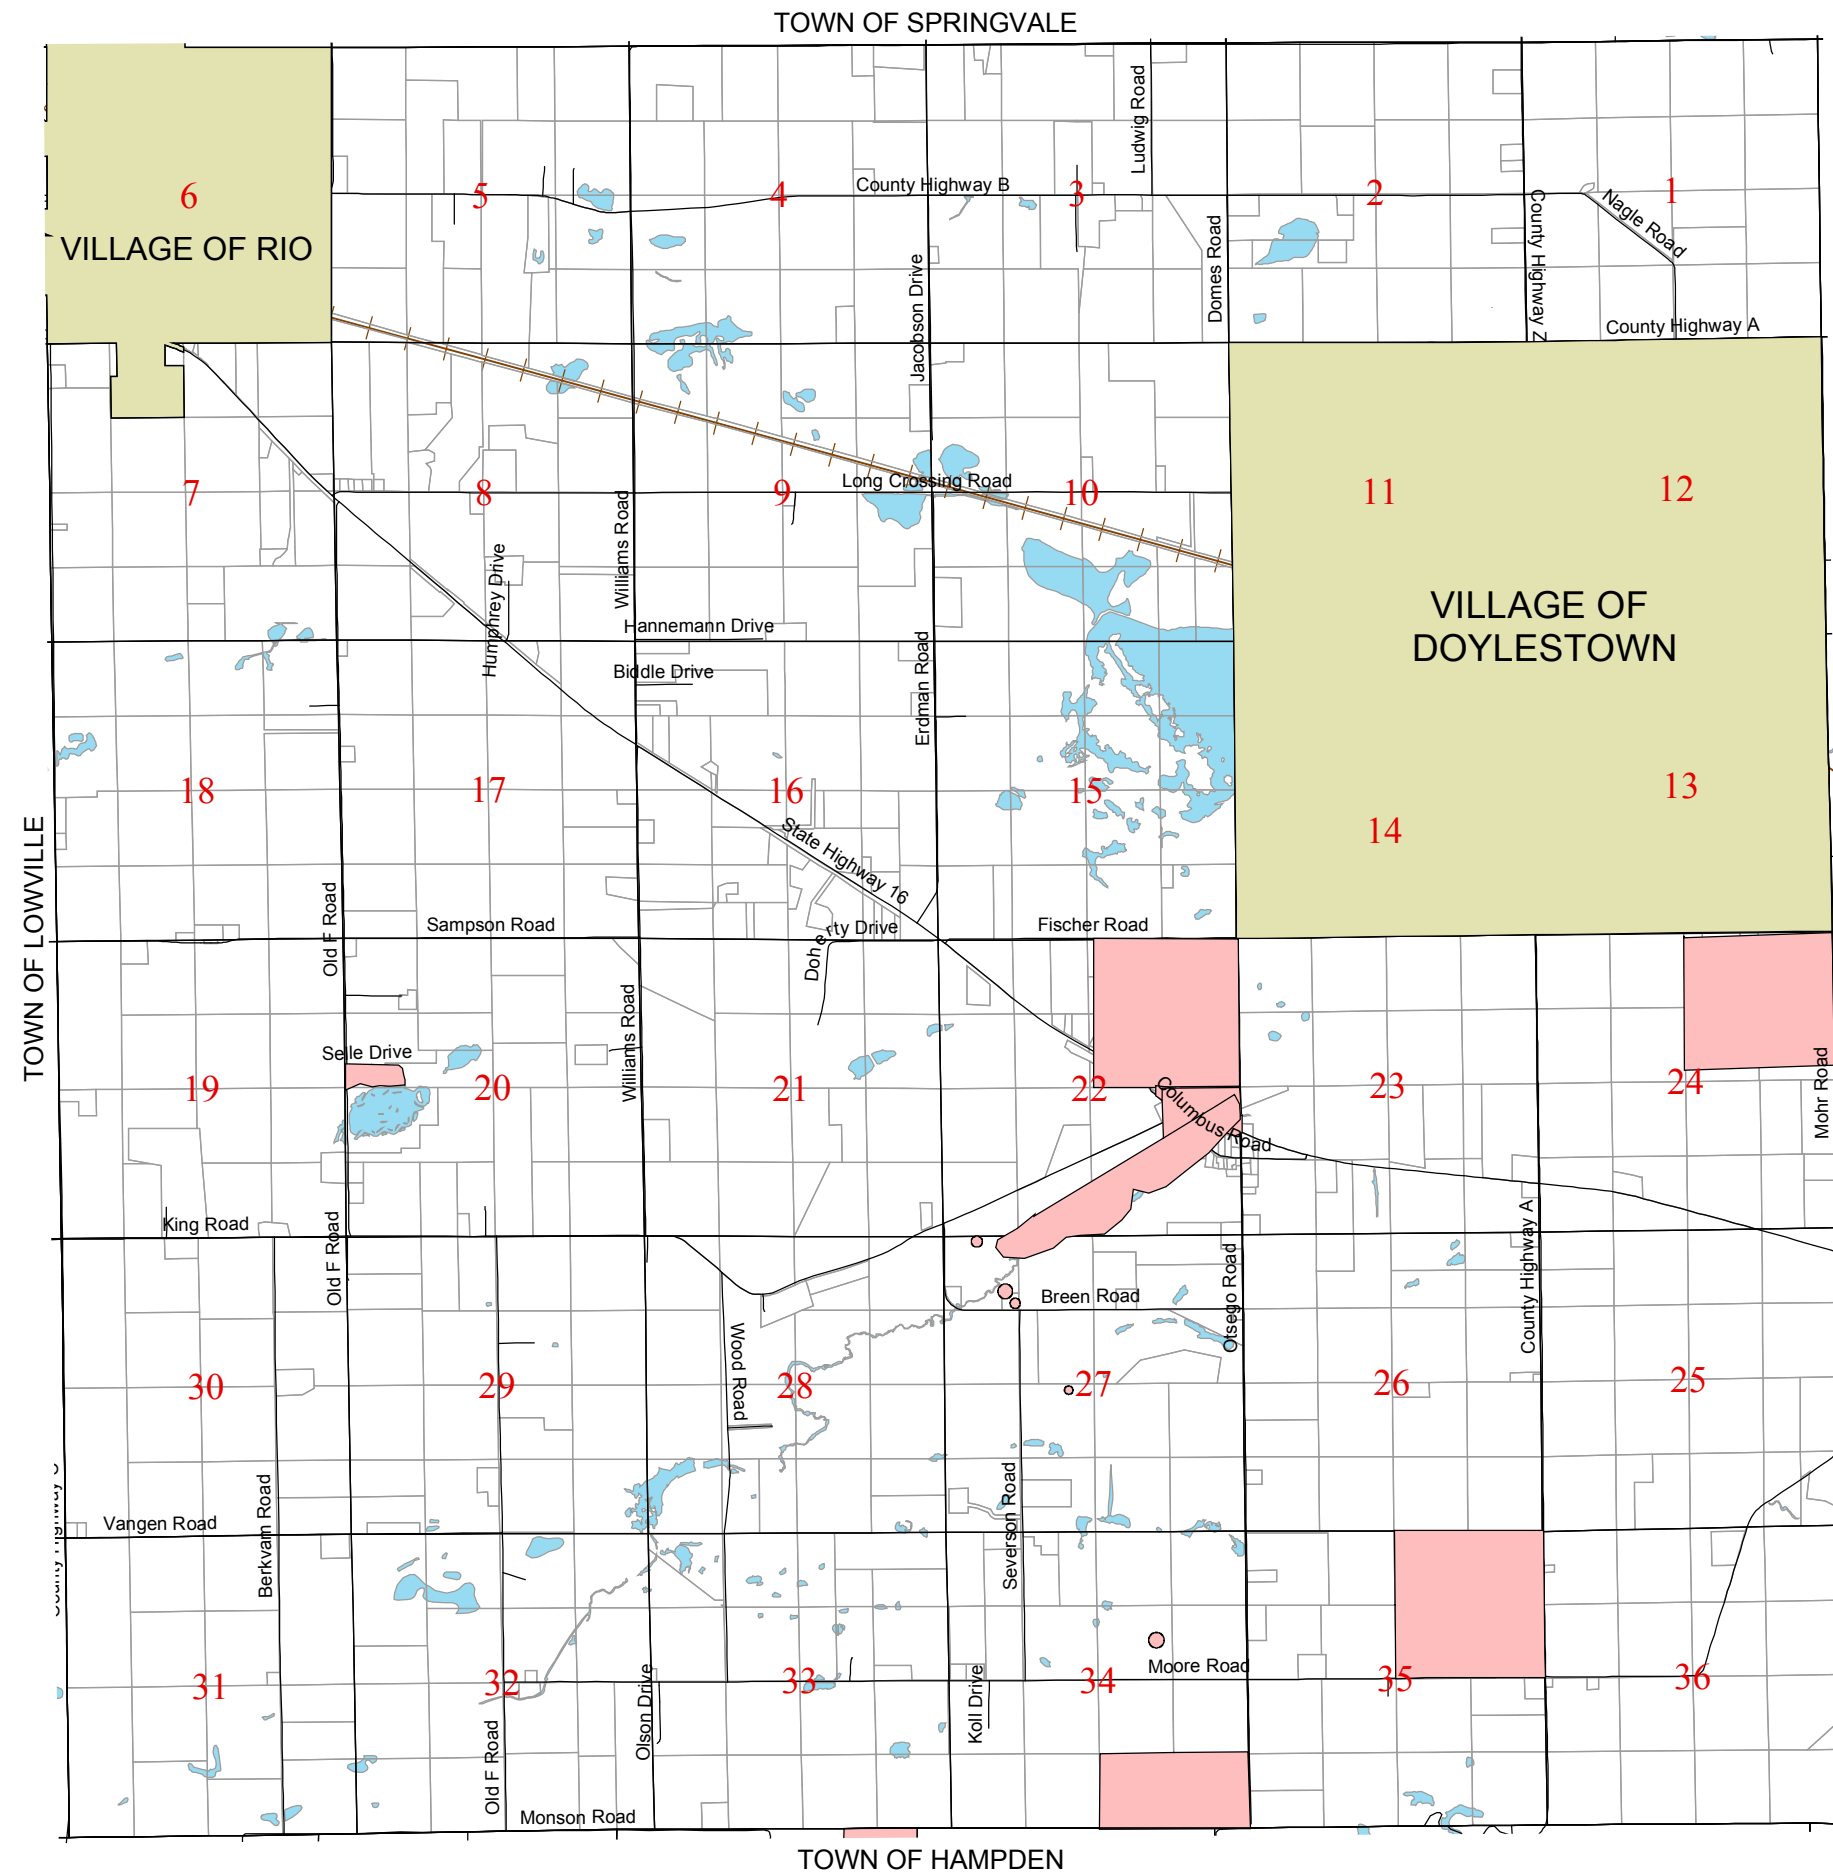 TOWN OF SPRINGVALE
Ludwig Road
County Highway B
6
5
4
3
2
1
VILLAGE OF RIO
Nagle Road
County Highway Z
Domes Road
Jacobson Drive
County Highway A
7
8
9
Long Crossing Road
10
11
12
Williams Road
Humphrey Drive
VILLAGE OF
DOYLESTOWN
Hannemann Drive
Biddle Drive
Erdman Road
18
17
16
15
14
13
State Highway 16
TOWN OF LOWVILLE
Old F Road
Sampson Road
Doherty Drive
Fischer Road
Williams Road
Selle Drive
19
20
21
22
23
24
Columbus Road
Mohr Road
King Road
Old F Road
Otsego Road
County Highway A
Breen Road
Wood Road
30
29
28
27
26
25
Berkvam Road
Severson Road
Vangen Road
31
32
33
34
35
36
Moore Road
Olson Drive
Koll Drive
Old F Road
Monson Road
TOWN OF HAMPDEN